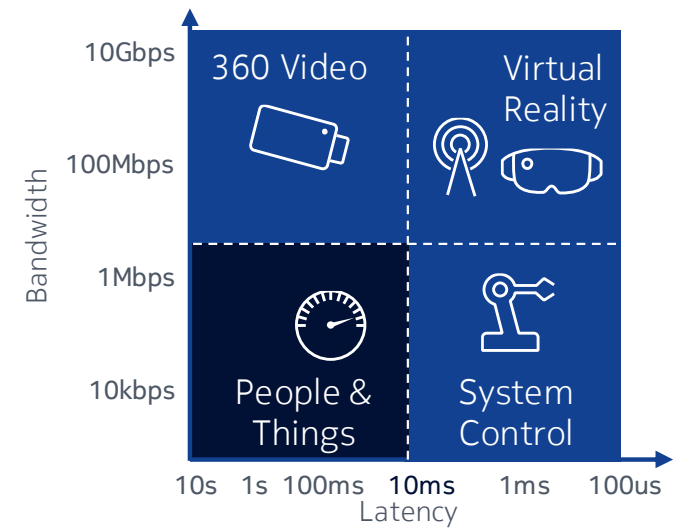 10Gbps
360 Video
Virtual
Reality
100Mbps
Bandwidth
1Mbps
10kbps
People &
Things
System
Control
10s 1s 100ms 10ms 1ms 100us
Latency